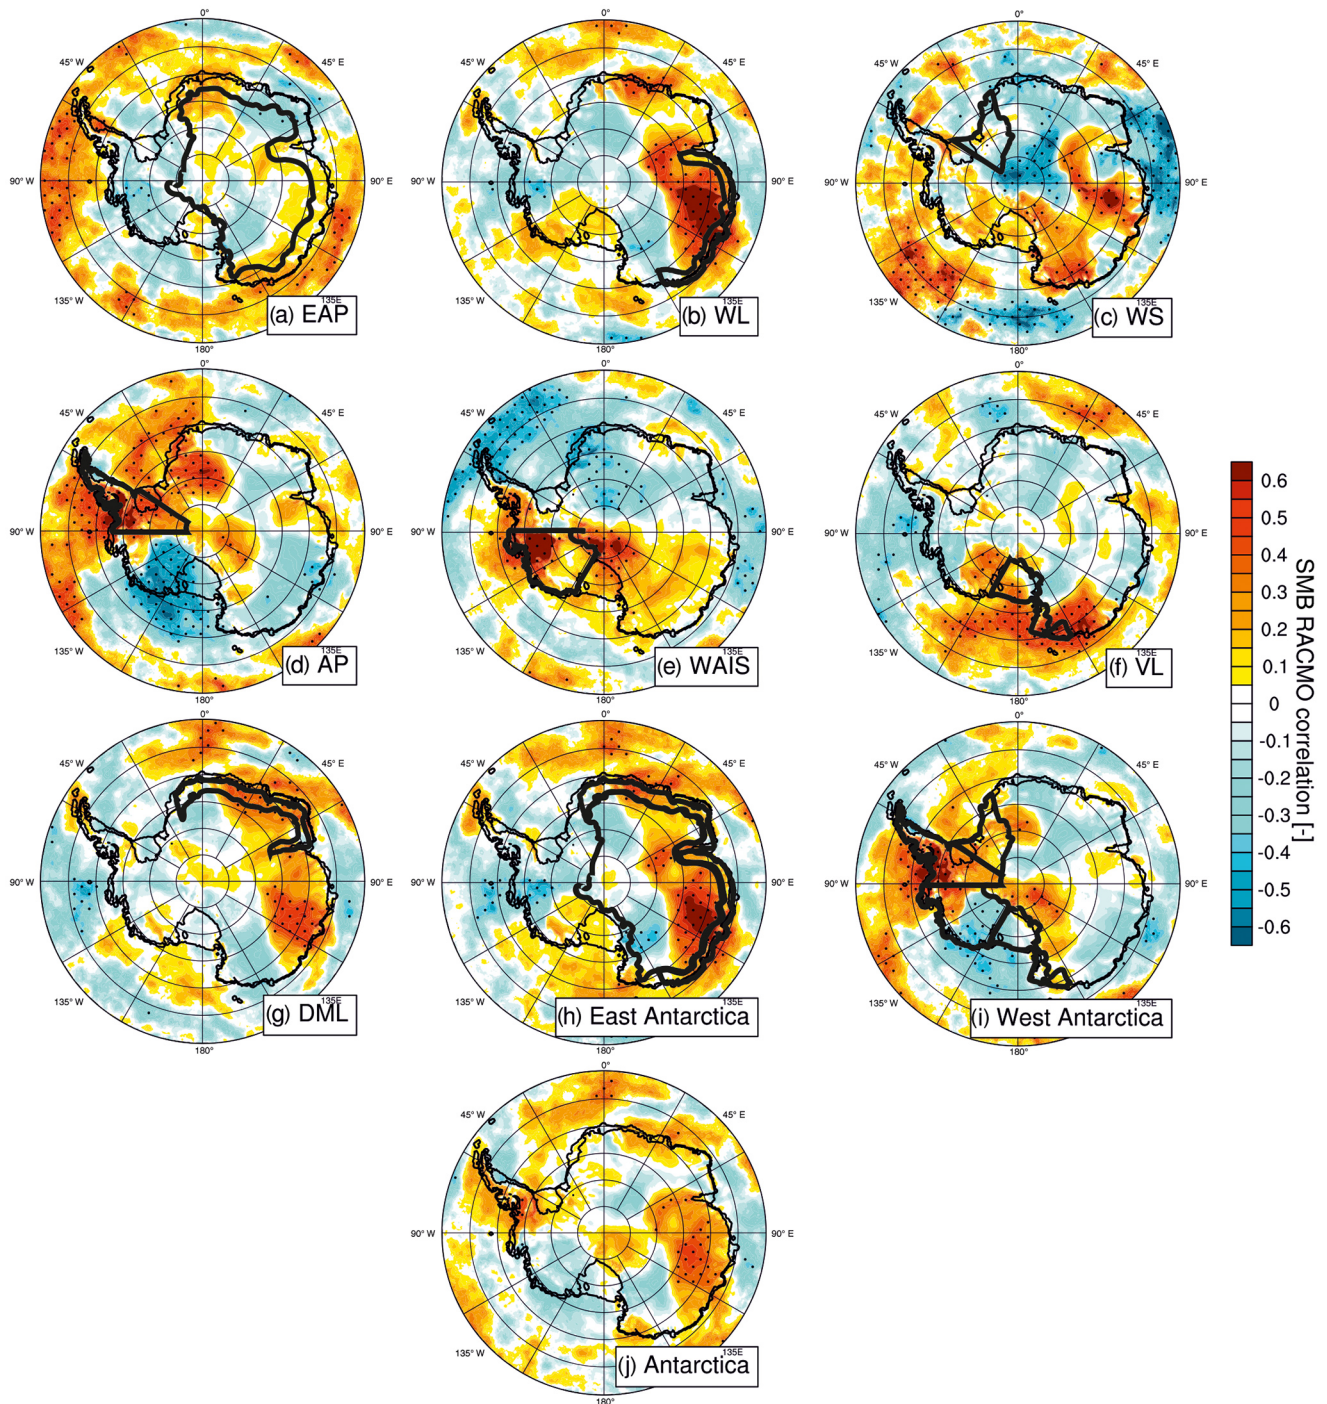 0°
45° W
45° E
90° W
90° E
135° W
135E
180°
(a) EAP
0°
45° W
45° E
90° W
90° E
135° W
135E
180°
(b) WL
0°
45° W
45° E
90° W
90° E
135° W
135E
180°
(c) WS
0°
45° W
45° E
90° W
90° E
135° W
135E
180°
(d) AP
0°
45° W
45° E
90° W
90° E
135° W
135E
180°
(e) WAIS
0°
45° W
45° E
90° W
90° E
135° W
135E
180°
(f) VL
0°
45° W
45° E
90° W
90° E
135° W
135E
180°
(g) DML
0°
45° W
45° E
90° W
90° E
135° W
135E
180°
(h) East Antarctica
0°
45° W
45° E
90° W
90° E
135° W
135E
180°
(i) West Antarctica
0°
45° W
45° E
90° W
90° E
135° W
135E
180°
(j) Antarctica
0.6
0.5
0.4
0.3
0.2
0.1
0
-0.1
-0.2
-0.3
-0.4
-0.5
-0.6
SMB RACMO correlation [-]